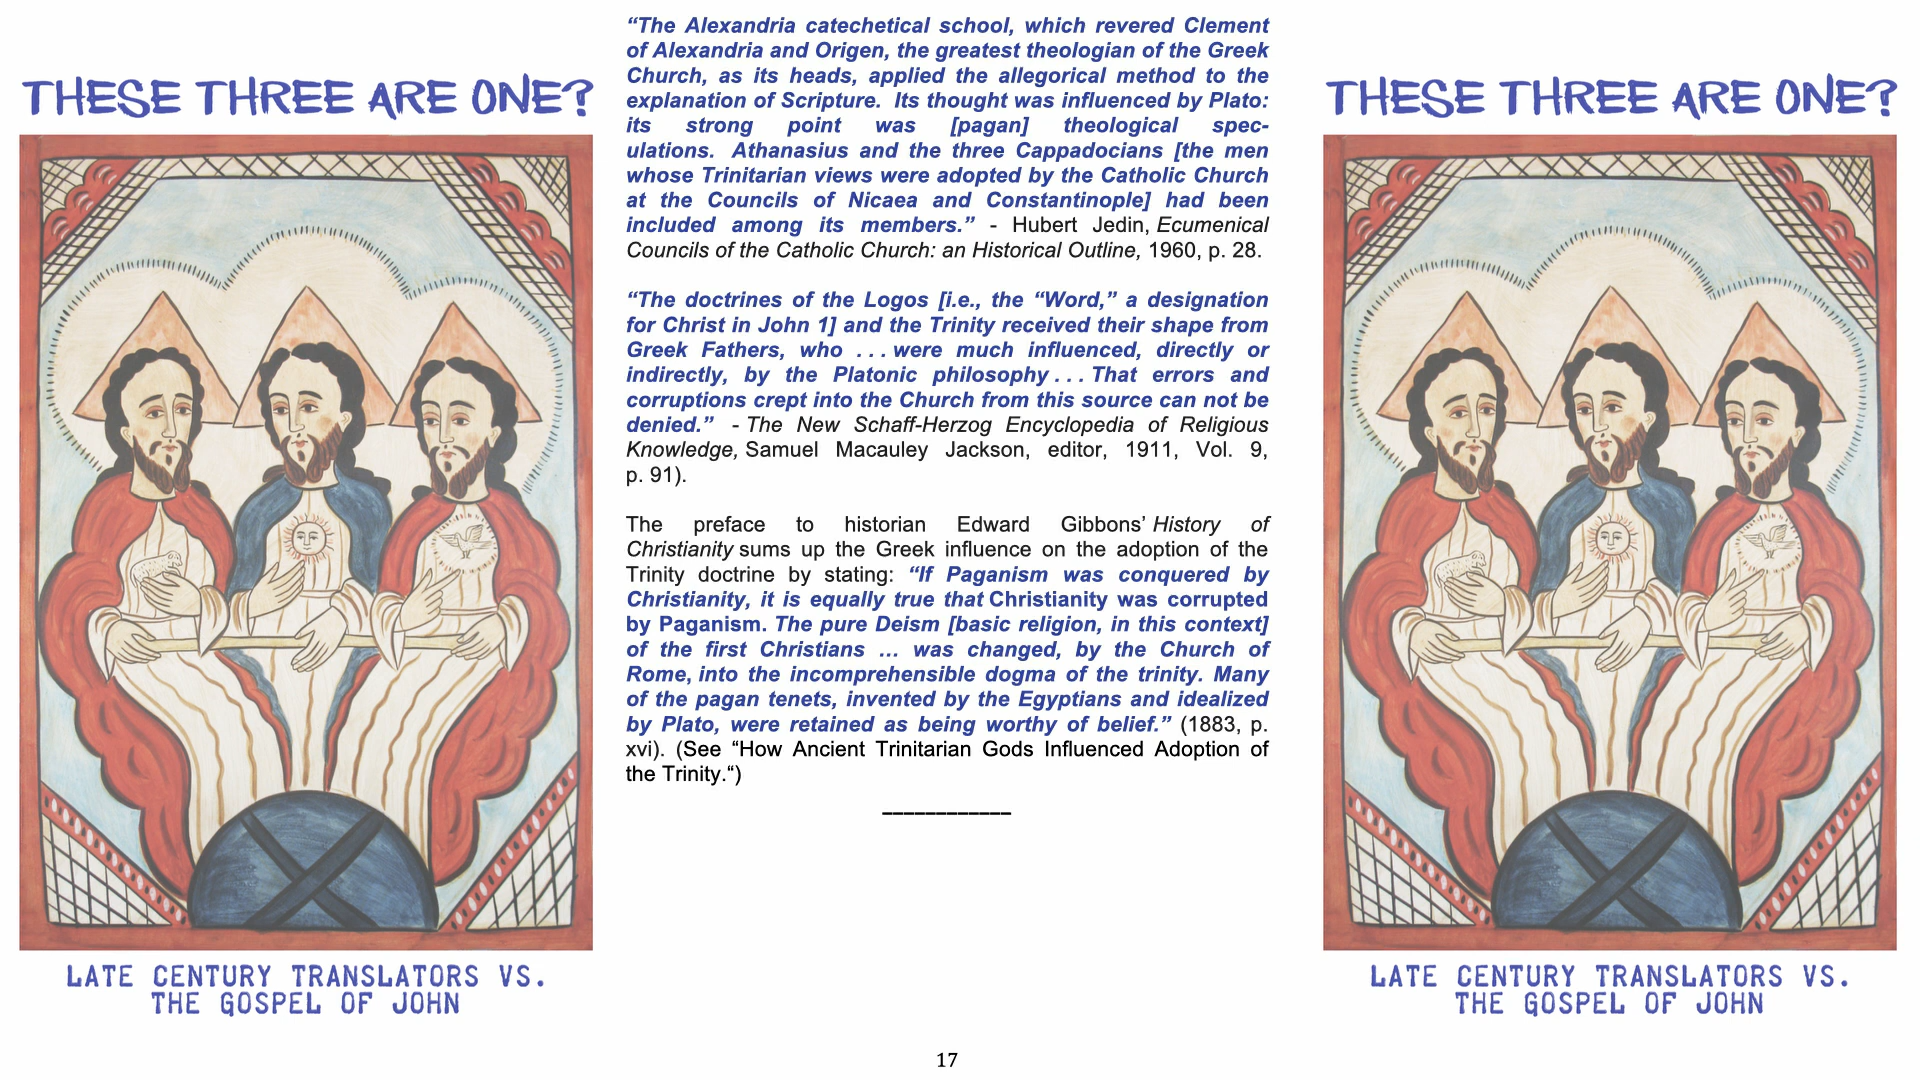 THESE THREE ARE ONE?
LATE CENTURY TRANSLATORS VS.
THE GOSPEL OF JOHN
“The Alexandria catechetical school, which revered Clement
of Alexandria and Origen, the greatest theologian of the Greek
Church, as its heads, applied the allegorical method to the
explanation of Scripture. Its thought was influenced by Plato:
its strong point was [pagan] theological spec-
ulations. Athanasius and the three Cappadocians [the men
whose Trinitarian views were adopted by the Catholic Church
at the Councils of Nicaea and Constantinople] had been
included among its members.” - Hubert Jedin, Ecumenical
Councils of the Catholic Church: an Historical Outline, 1960, p. 28.
“The doctrines of the Logos [i.e., the “Word,” a designation
for Christ in John 1] and the Trinity received their shape from
Greek Fathers, who . . . were much influenced, directly or
indirectly, by the Platonic philosophy . . . That errors and
corruptions crept into the Church from this source can not be
denied.” - The New Schaff-Herzog Encyclopedia of Religious
Knowledge, Samuel Macauley Jackson, editor, 1911, Vol. 9,
p. 91).
The preface to historian Edward Gibbons’ History of
Christianity sums up the Greek influence on the adoption of the
Trinity doctrine by stating: “If Paganism was conquered by
Christianity, it is equally true that Christianity was corrupted
by Paganism. The pure Deism [basic religion, in this context]
of the first Christians ... was changed, by the Church of
Rome, into the incomprehensible dogma of the trinity. Many
of the pagan tenets, invented by the Egyptians and idealized
by Plato, were retained as being worthy of belief.” (1883, p.
xvi). (See “How Ancient Trinitarian Gods Influenced Adoption of
the Trinity.“)
17
THESE THREE ARE ONE?
LATE CENTURY TRANSLATORS VS.
THE GOSPEL OF JOHN